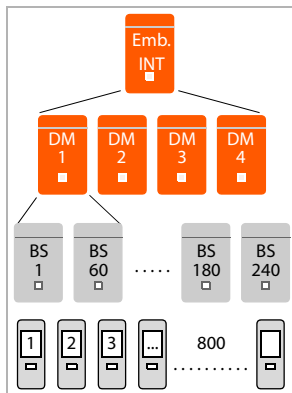 Emb.
INT
DM DM DM DM
1 2 3 4
BS BS BS BS
1 60 ..... 180 240
1 2 3 ... 800
..........